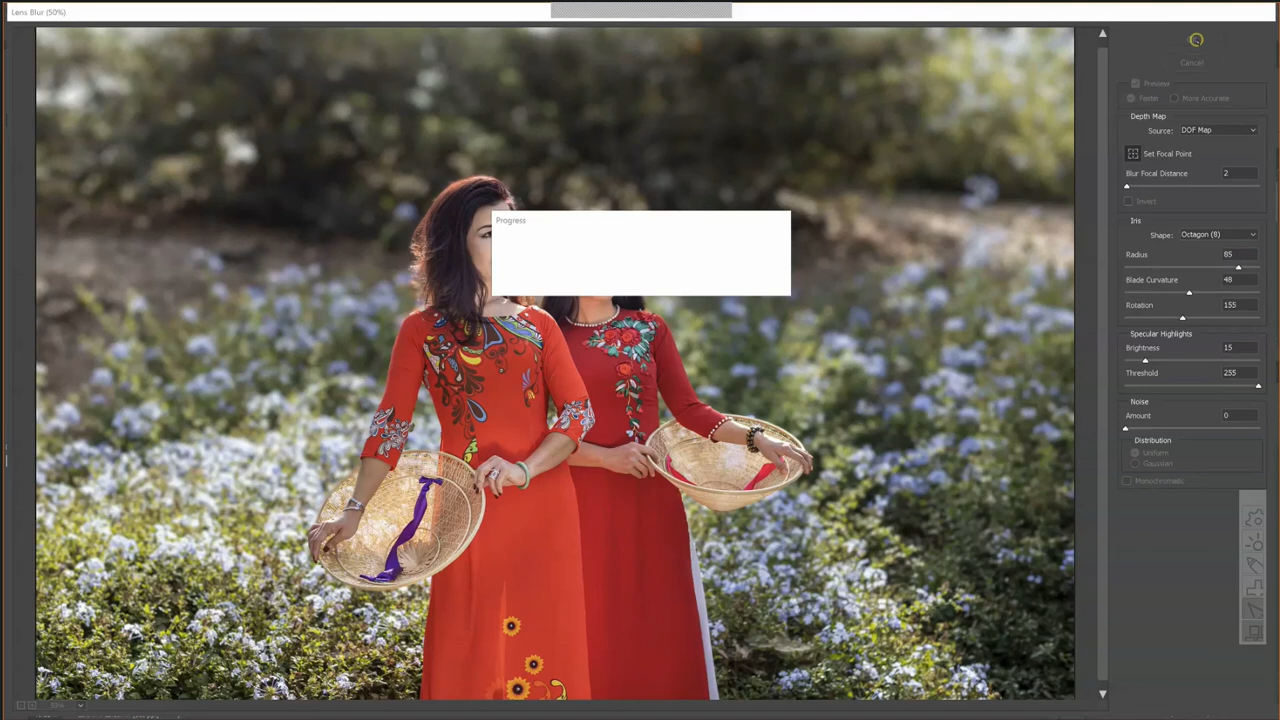 Lens Blur (50%)
Cancel
Preview
Faster
More Accurate
Depth Map
Source: DOF Map
Set Focal Point
Blur Focal Distance 2
Invert
Progress
Iris
Shape: Octagon (8)
Radius 85
Blade Curvature 48
Rotation 155
Specular Highlights
Brightness 15
Threshold 255
Noise
Amount 0
Distribution
Uniform
Gaussian
Monochromatic
50%